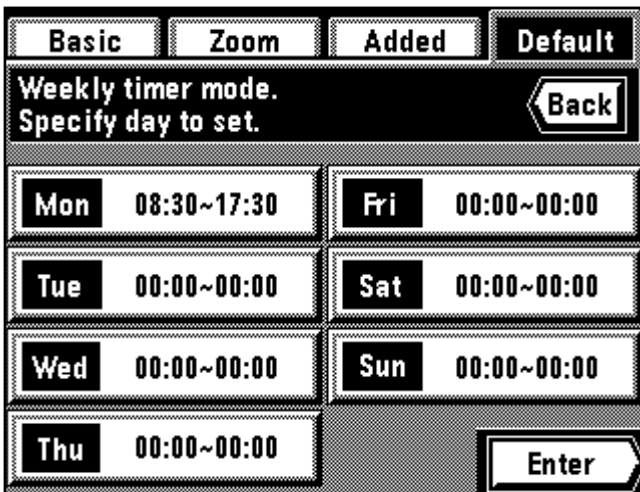 Basic Zoom Added Default
Weekly timer mode.
Specify day to set.
Back
Mon 08:30~17:30
Fri 00:00~00:00
Tue 00:00~00:00
Sat 00:00~00:00
Wed 00:00~00:00
Sun 00:00~00:00
Thu 00:00~00:00
Enter